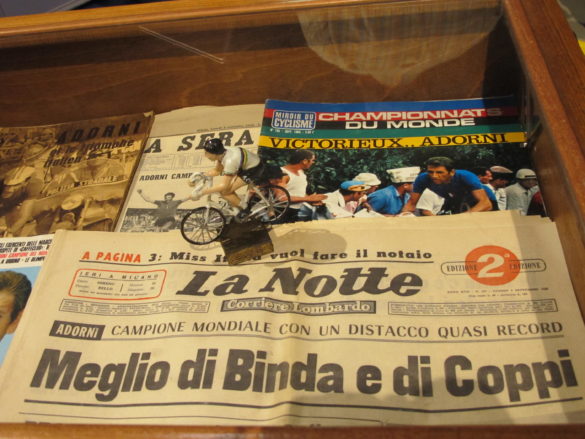 ADORNI
MIROIR DU
CYCLISME
CHAMPIONNATS
DU MONDE
VICTORIEUX.. ADORNI
A SERA
ADORNI CAMP
A PAGINA 3: Miss It vuol fare il notaio
IERI A MILANO
La Notte
Corriere Lombardo
EDIZIONE 2ª EDIZIONE
ADORNI CAMPIONE MONDIALE CON UN DISTACCO QUASI RECORD
Meglio di Binda e di Coppi